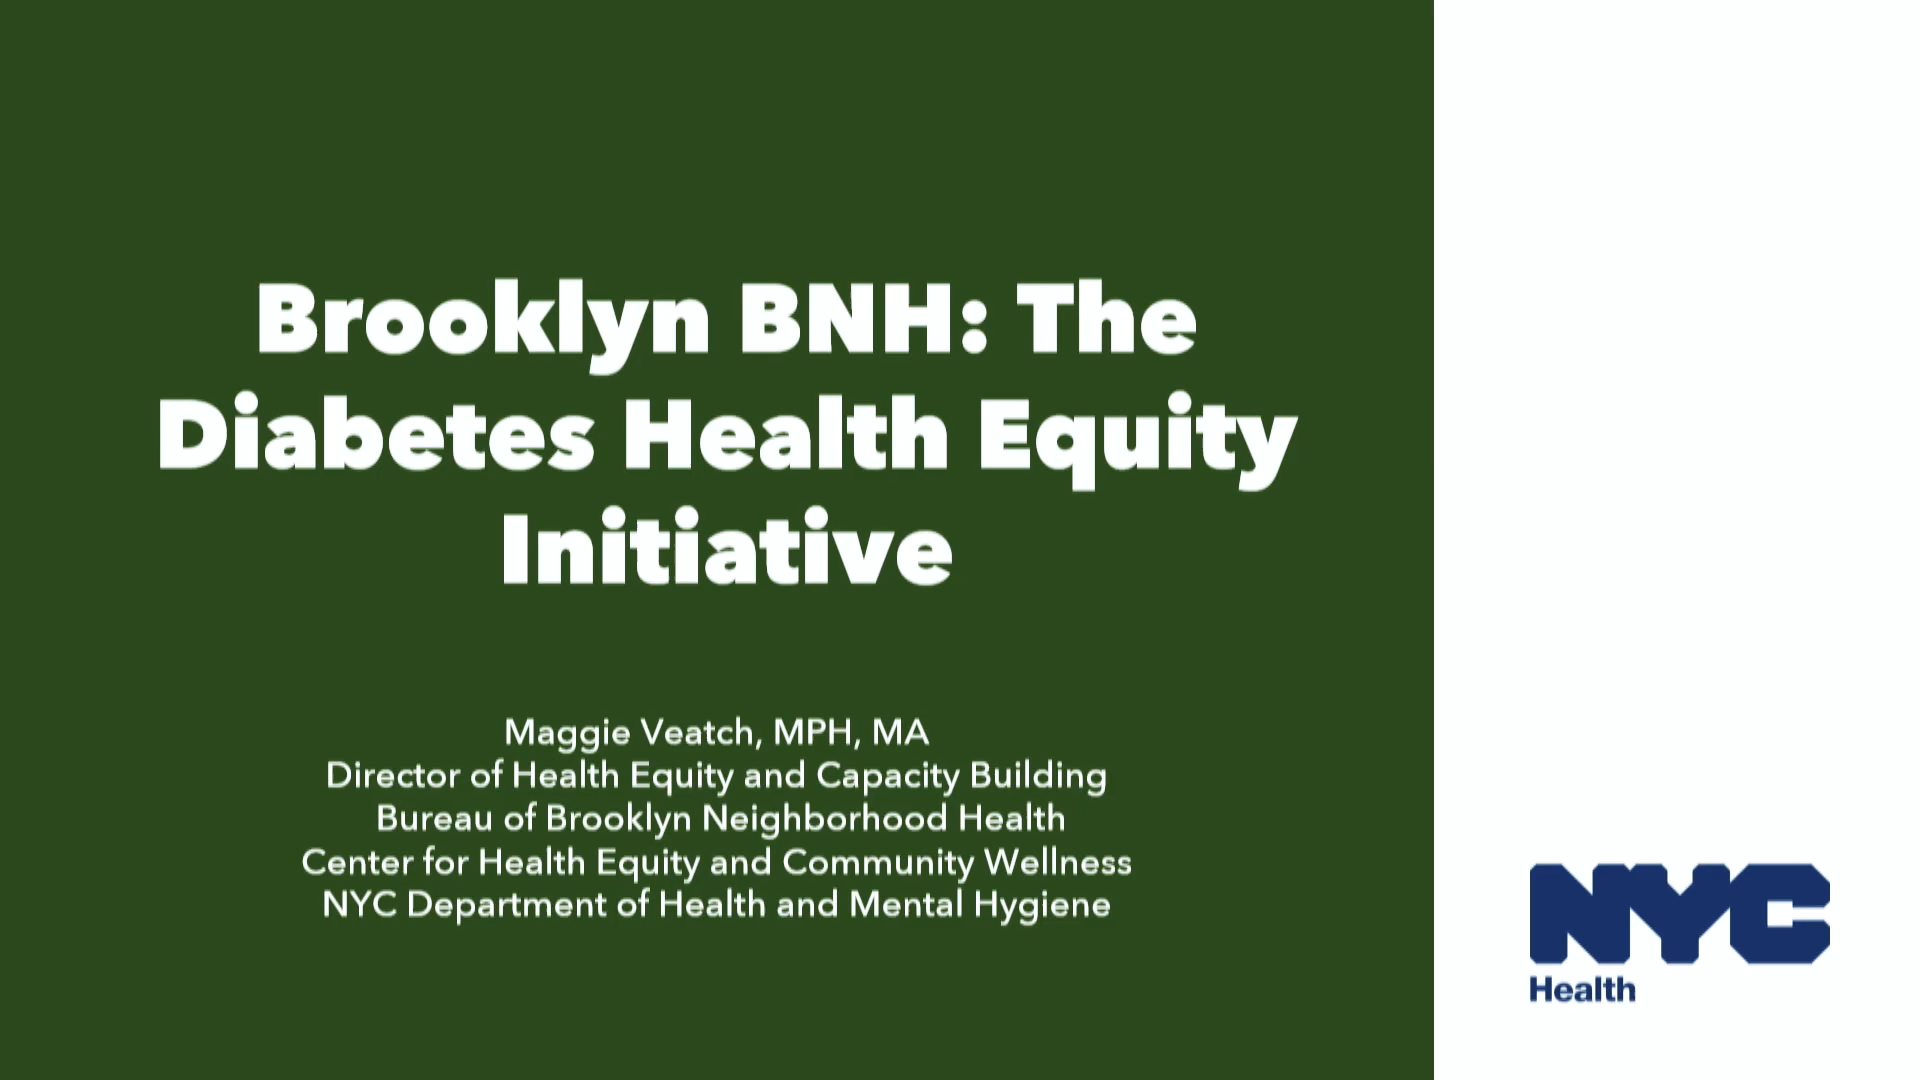 Brooklyn BNH: The
Diabetes Health Equity
Initiative
Maggie Veatch, MPH, MA
Director of Health Equity and Capacity Building
Bureau of Brooklyn Neighborhood Health
Center for Health Equity and Community Wellness
NYC Department of Health and Mental Hygiene
NYC
Health